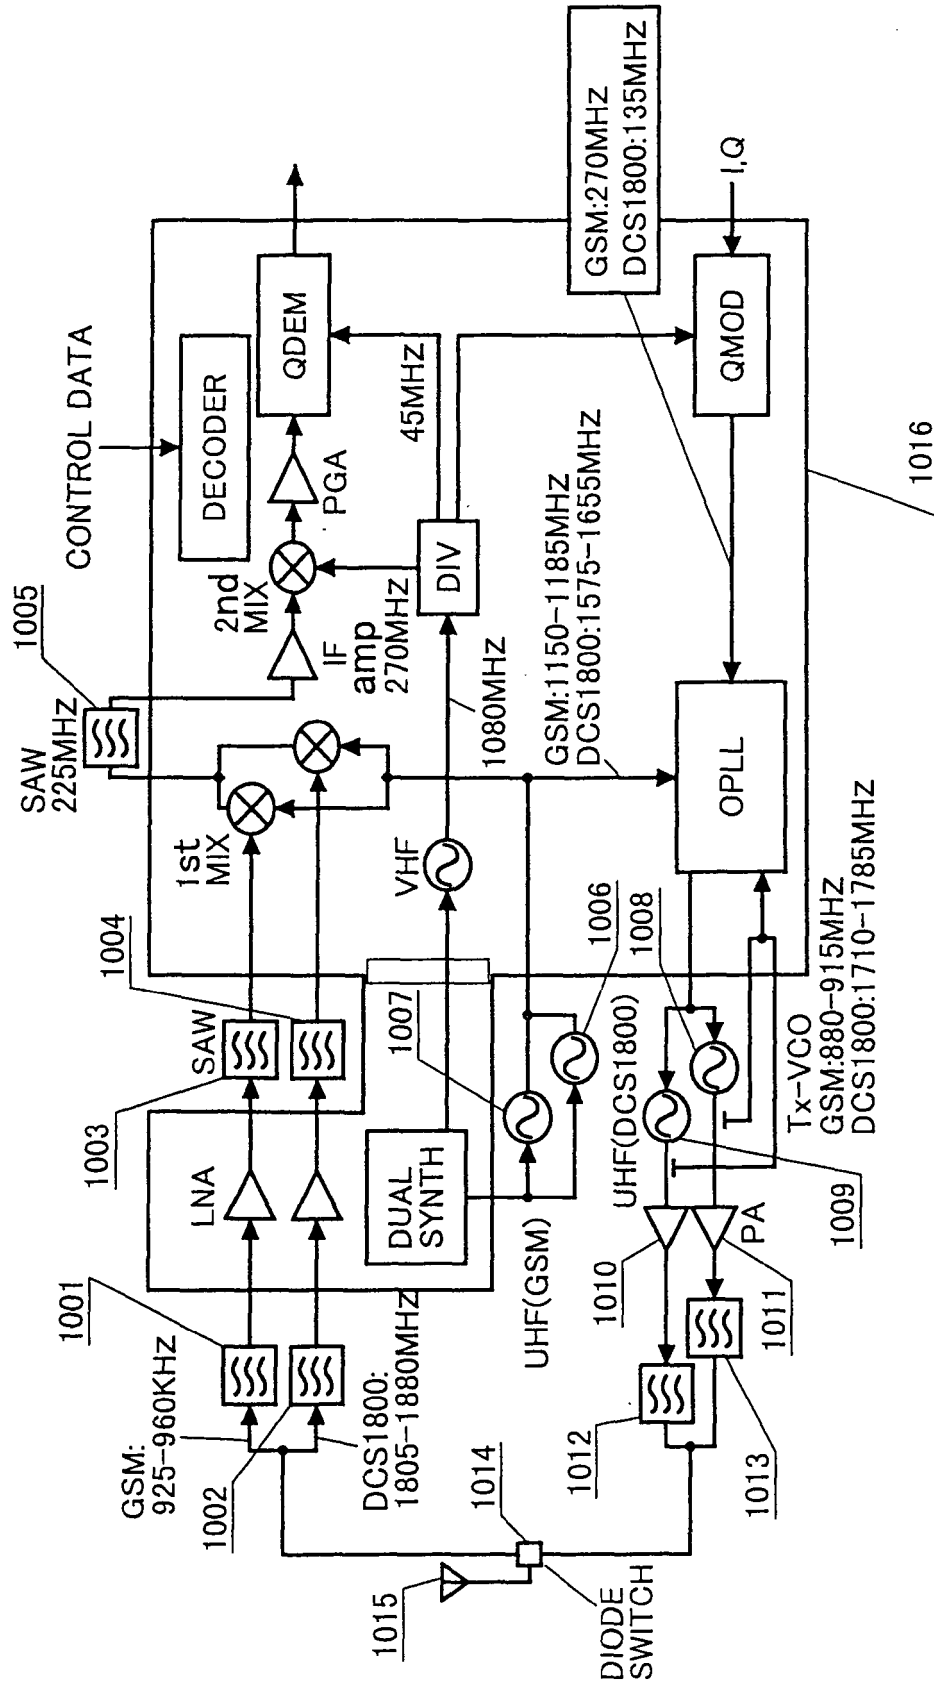 CONTROL DATA
DECODER
1005
SAW
225MHZ
2nd
MIX
QDEM
PGA
IF
amp
270MHZ
45MHZ
DIV
1080MHZ
1st
MIX
VHF
GSM:1150-1185MHZ
DCS1800:1575-1655MHZ
GSM:270MHZ
DCS1800:135MHZ
I,Q
QMOD
OPLL
1016
1003
1004
SAW
LNA
1007
1006
1008
DUAL
SYNTH
UHF(GSM)
UHF(DCS1800)
Tx-VCO
GSM:880-915MHZ
DCS1800:1710-1785MHZ
1009
1010
PA
1011
1001
GSM:
925-960KHZ
1002
DCS1800:
1805-1880MHZ
1012
1013
1014
1015
DIODE
SWITCH